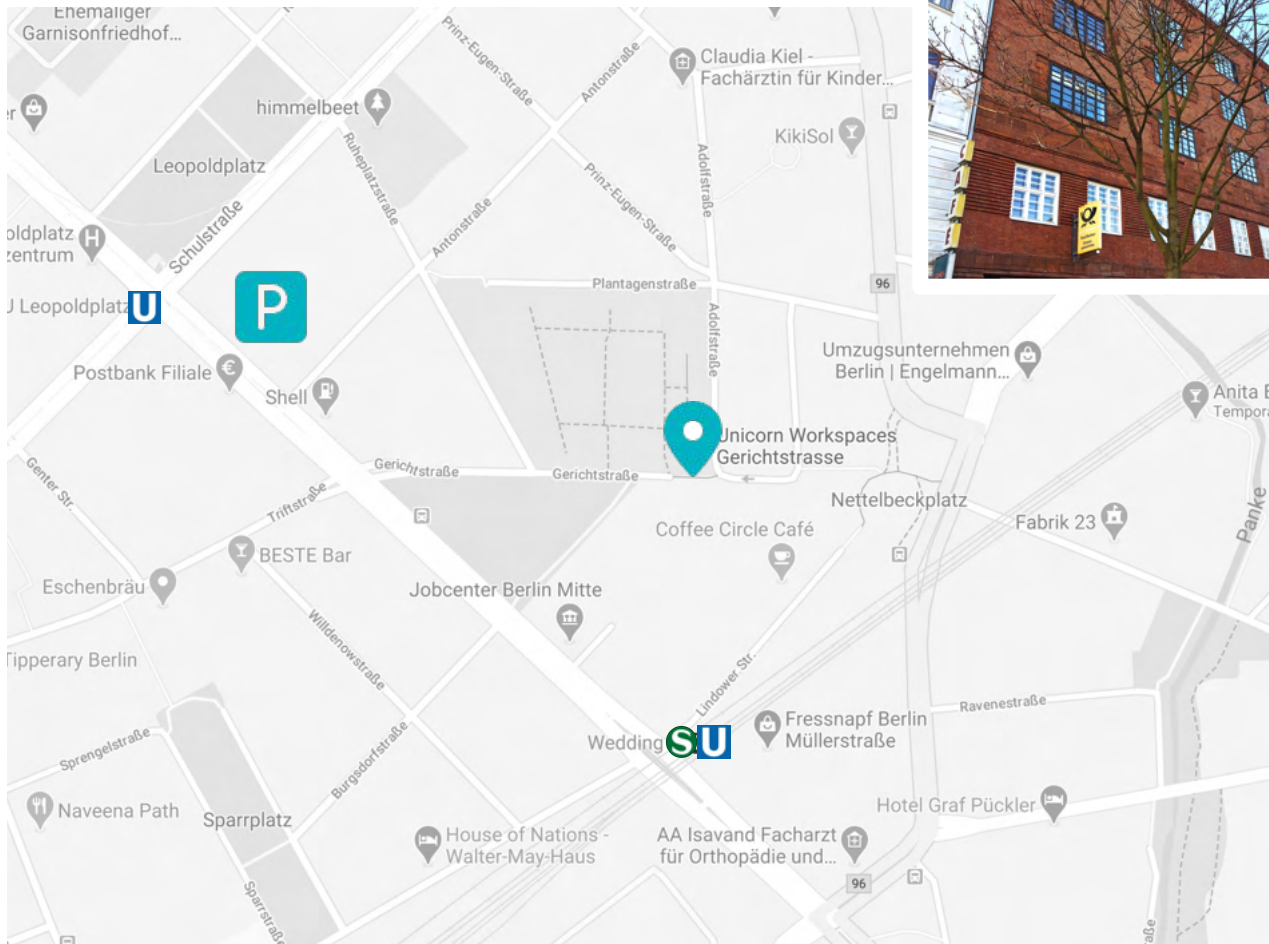 Ehemaliger
Garnisonfriedhof...
Prinz-Eugen-Straße
Antonstraße
Claudia Kiel -
Fachärztin für Kinder...
himmelbeet
KikiSol
Leopoldplatz
Ruheplatzstraße
Adolfstraße
Prinz-Eugen-Straße
Antonstraße
Schulstraße
oldplatz
zentrum
H
Plantagenstraße
96
U Leopoldplatz
U
P
Adolfstraße
Umzugsunternehmen
Berlin | Engelmann...
Postbank Filiale
€
Shell
Anita
Unicorn Workspaces
Gerichtstrasse
Gerichtstraße
Gerichtstraße
Genter Str.
Triftstraße
Nettelbeckplatz
Panke
Coffee Circle Café
Fabrik 23
BESTE Bar
Eschenbräu
Jobcenter Berlin Mitte
Willdenowstraße
Tipperary Berlin
Lindower Str.
Ravenestraße
Fressnapf Berlin
Müllerstraße
Wedding
S
U
Sprengelstraße
Burgsdorfstraße
Naveena Path
Sparrplatz
Hotel Graf Pückler
House of Nations -
Walter-May-Haus
AA Isavand Facharzt
für Orthopädie und...
96
Sparrstraße